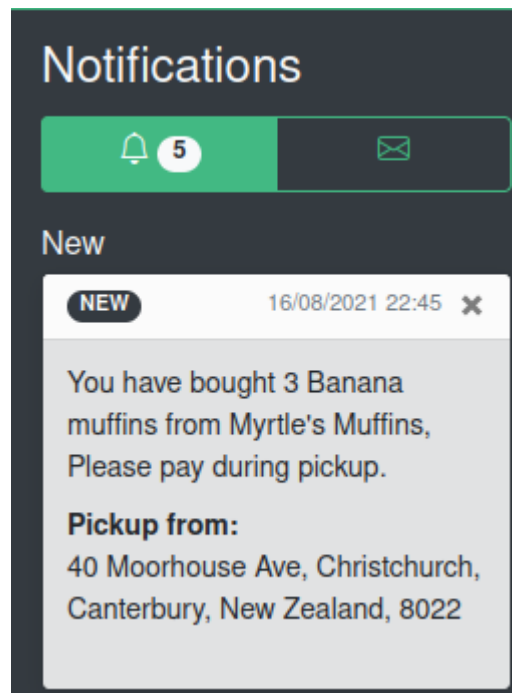 Notifications
5
New
NEW 16/08/2021 22:45
You have bought 3 Banana
muffins from Myrtle's Muffins,
Please pay during pickup.
Pickup from:
40 Moorhouse Ave, Christchurch,
Canterbury, New Zealand, 8022